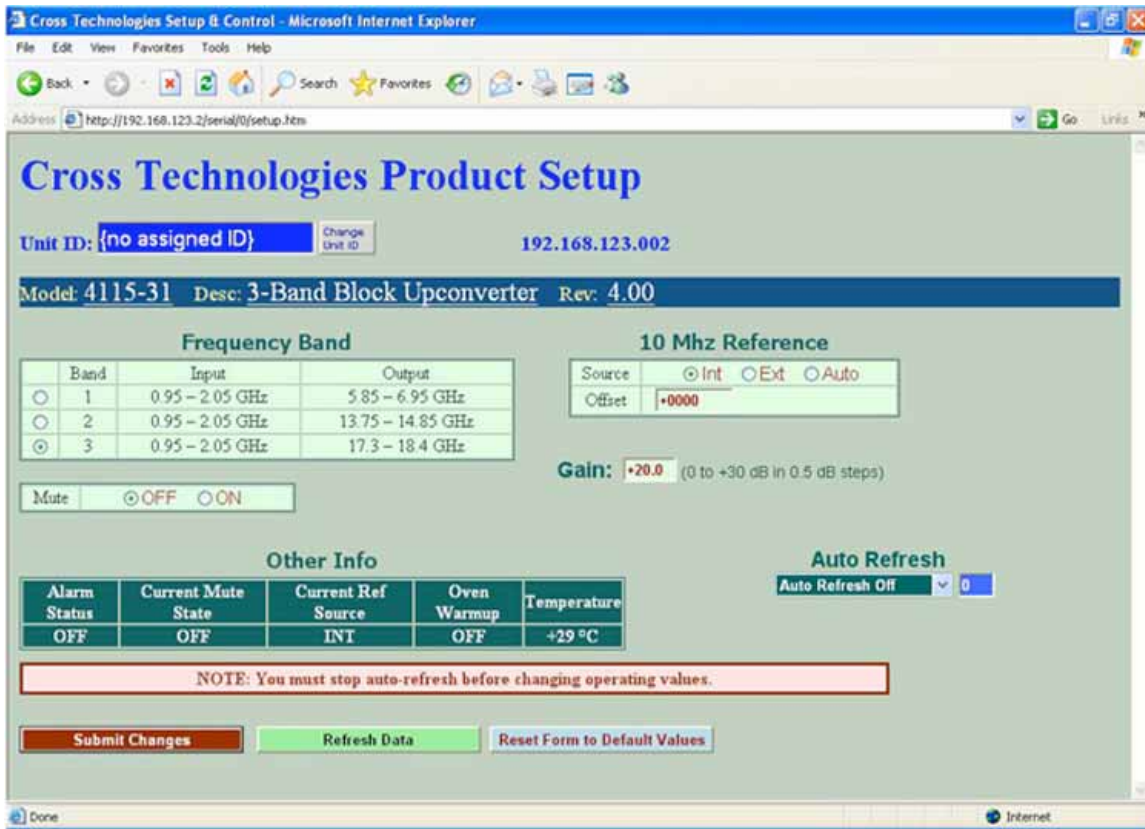 Cross Technologies Setup & Control - Microsoft Internet Explorer
File Edit View Favorites Tools Help
Back Search Favorites
Address http://192.168.123.2/serial/0/setup.htm Go Links »
Cross Technologies Product Setup
Unit ID: {no assigned ID} Change Unit ID 192.168.123.002
Model: 4115-31 Desc: 3-Band Block Upconverter Rev: 4.00
Frequency Band
Band Input Output
1 0.95 – 2.05 GHz 5.85 – 6.95 GHz
2 0.95 – 2.05 GHz 13.75 – 14.85 GHz
3 0.95 – 2.05 GHz 17.3 – 18.4 GHz
Mute OFF ON
10 Mhz Reference
Source Int Ext Auto
Offset +0000
Gain: +20.0 (0 to +30 dB in 0.5 dB steps)
Other Info
Alarm Status Current Mute State Current Ref Source Oven Warmup Temperature
OFF OFF INT OFF +29 ºC
Auto Refresh
Auto Refresh Off 0
NOTE: You must stop auto-refresh before changing operating values.
Submit Changes Refresh Data Reset Form to Default Values
Done Internet